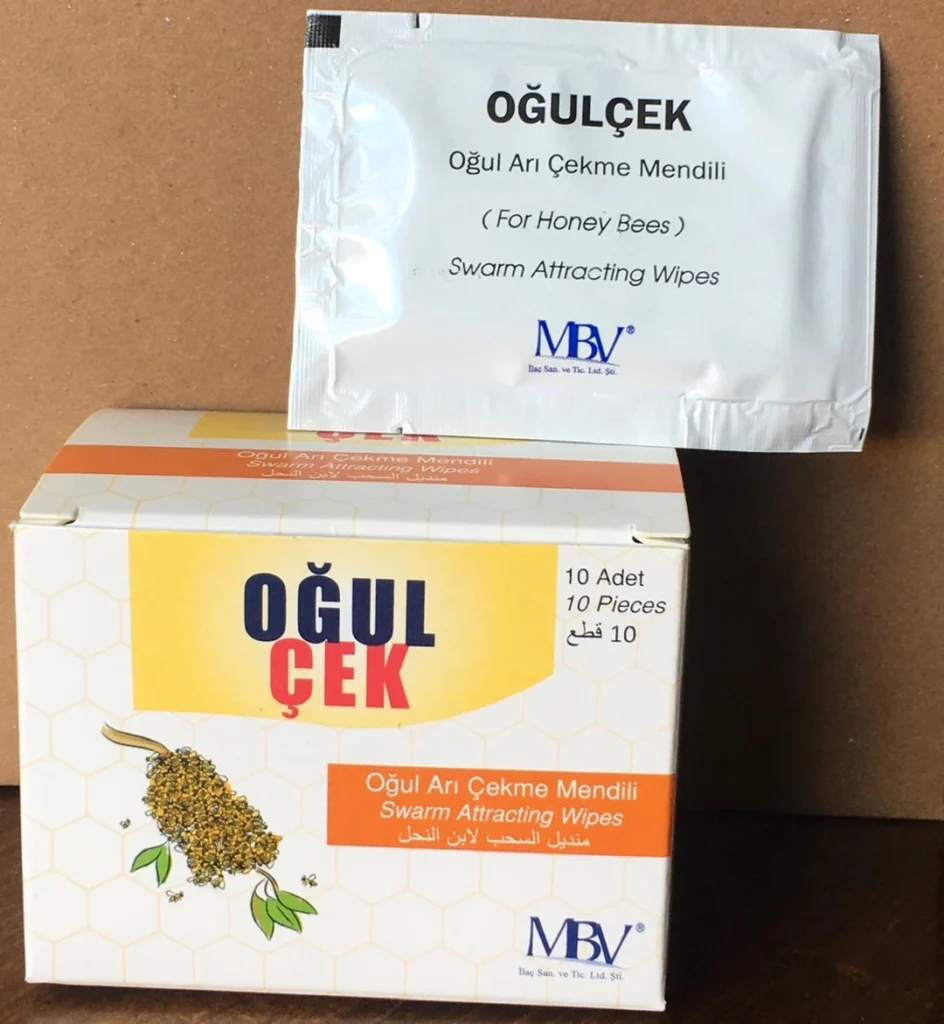 OĞULÇEK
Oğul Arı Çekme Mendili
( For Honey Bees )
Swarm Attracting Wipes
MBV®
İlaç San. ve Tic. Ltd. Şti.
ÇEK
Oğul Arı Çekme Mendili
Swarm Attracting Wipes
منديل السحب لابن النحل
OĞUL
ÇEK
10 Adet
10 Pieces
10 قطع
Oğul Arı Çekme Mendili
Swarm Attracting Wipes
منديل السحب لابن النحل
MBV®
İlaç San. ve Tic. Ltd. Şti.